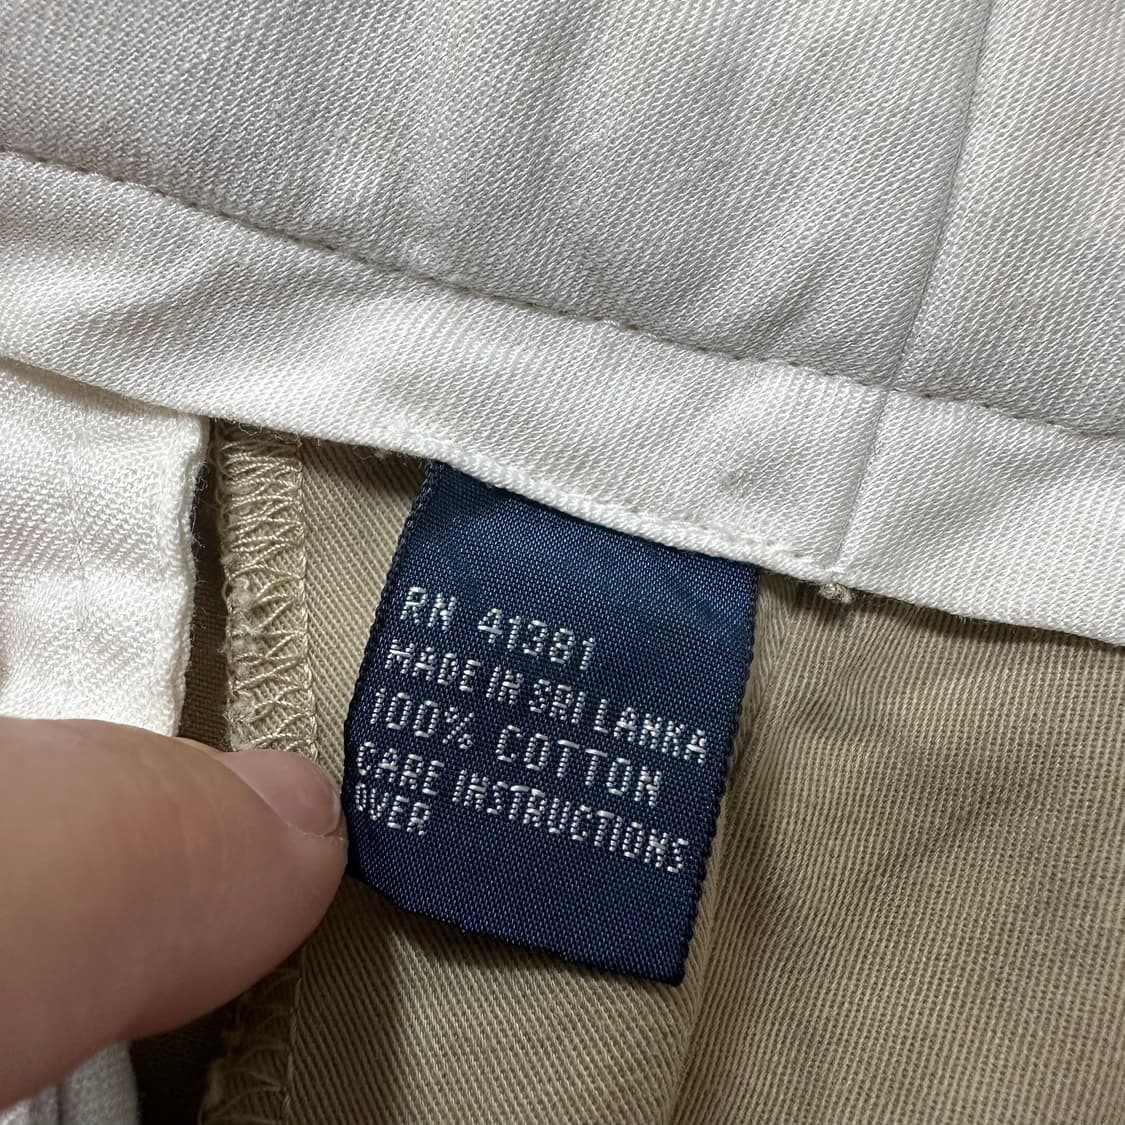 RN 41381
MADE IN SRI LANKA
100% COTTON
CARE INSTRUCTIONS
OVER